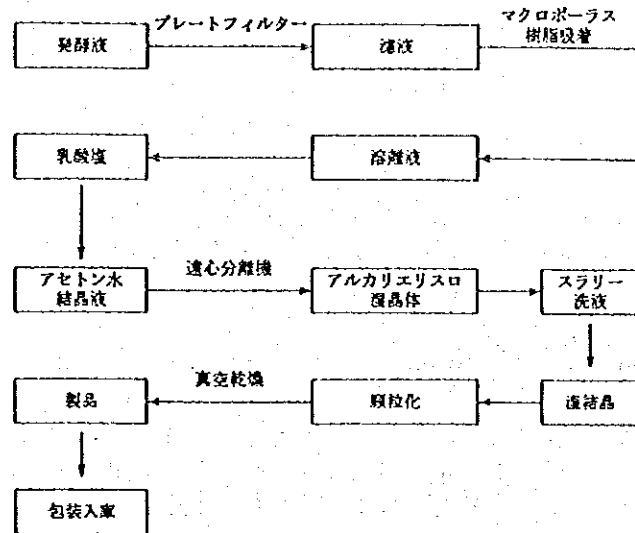 プレートフィルター
マクロポーラス
樹脂吸着
発酵液
濾液
乳酸塩
溶離液
アセトン水
結晶液
遠心分離機
アルカリエリスロ
湿晶体
スラリー
洗液
製品
真空乾燥
顆粒化
湿結晶
包装入庫